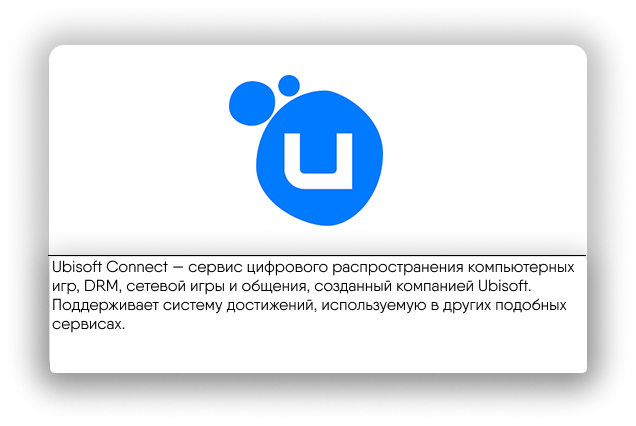 u
Ubisoft Connect — сервис цифрового распространения компьютерных
игр, DRM, сетевой игры и общения, созданный компанией Ubisoft.
Поддерживает систему достижений, используемую в других подобных
сервисах.